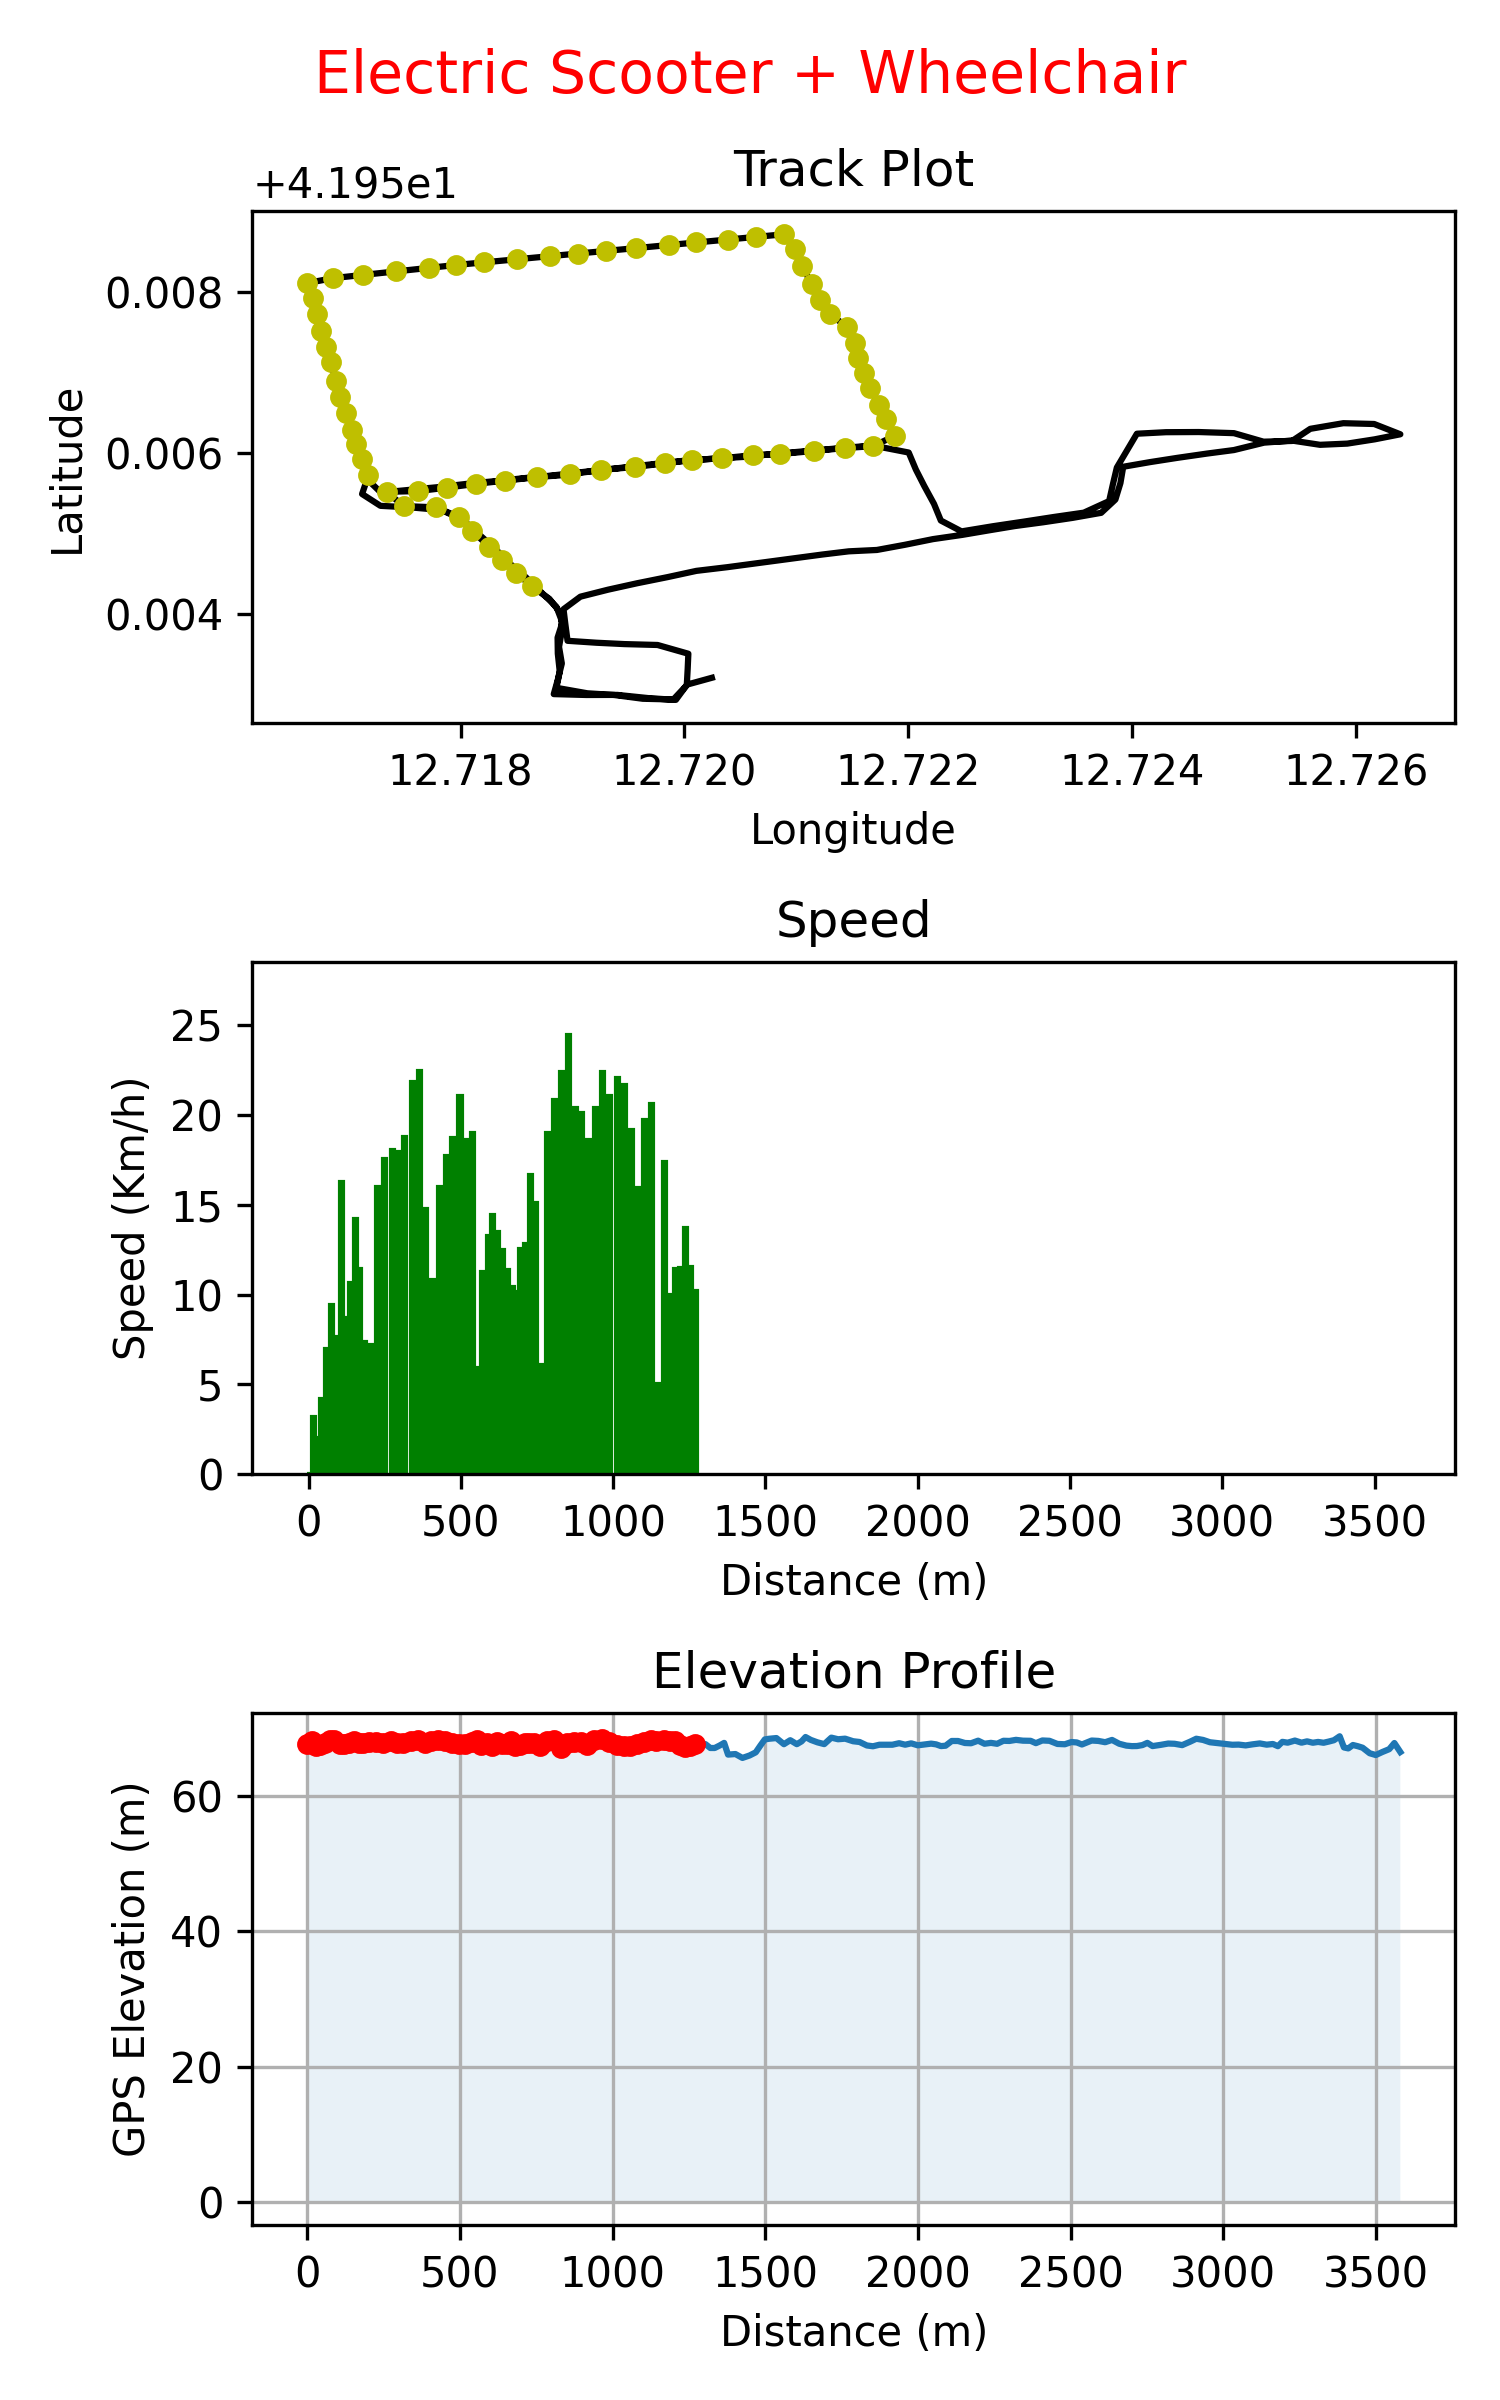 Electric Scooter + Wheelchair
Track Plot
+4.195e1
0.008
0.006
0.004
Latitude
12.718 12.720 12.722 12.724 12.726
Longitude
Speed
25
20
15
10
5
0
Speed (Km/h)
0 500 1000 1500 2000 2500 3000 3500
Distance (m)
Elevation Profile
60
40
20
0
GPS Elevation (m)
0 500 1000 1500 2000 2500 3000 3500
Distance (m)